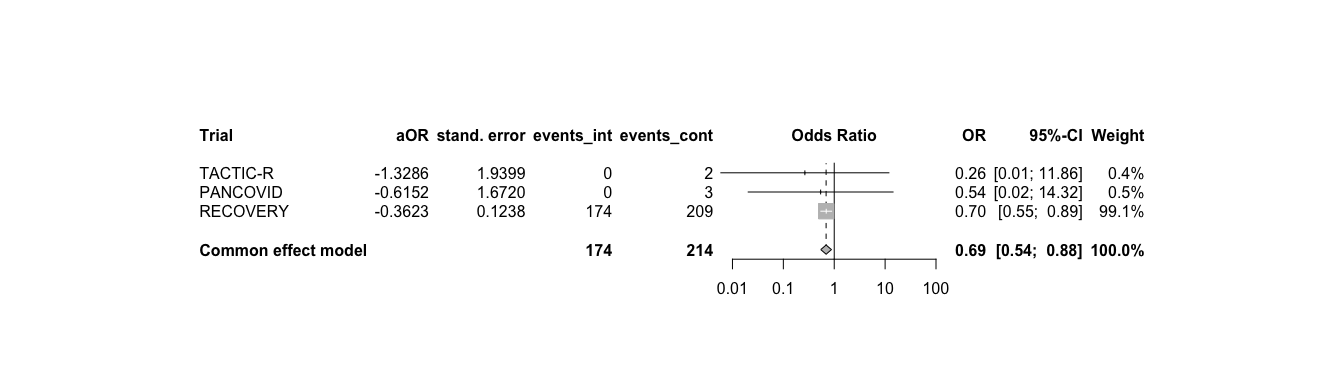 Trial aOR stand. error events_int events_cont Odds Ratio OR 95%-CI Weight
TACTIC-R -1.3286 1.9399 0 2 0.26 [0.01; 11.86] 0.4%
PANCOVID -0.6152 1.6720 0 3 0.54 [0.02; 14.32] 0.5%
RECOVERY -0.3623 0.1238 174 209 0.70 [0.55; 0.89] 99.1%
Common effect model 174 214 0.69 [0.54; 0.88] 100.0%
0.01 0.1 1 10 100